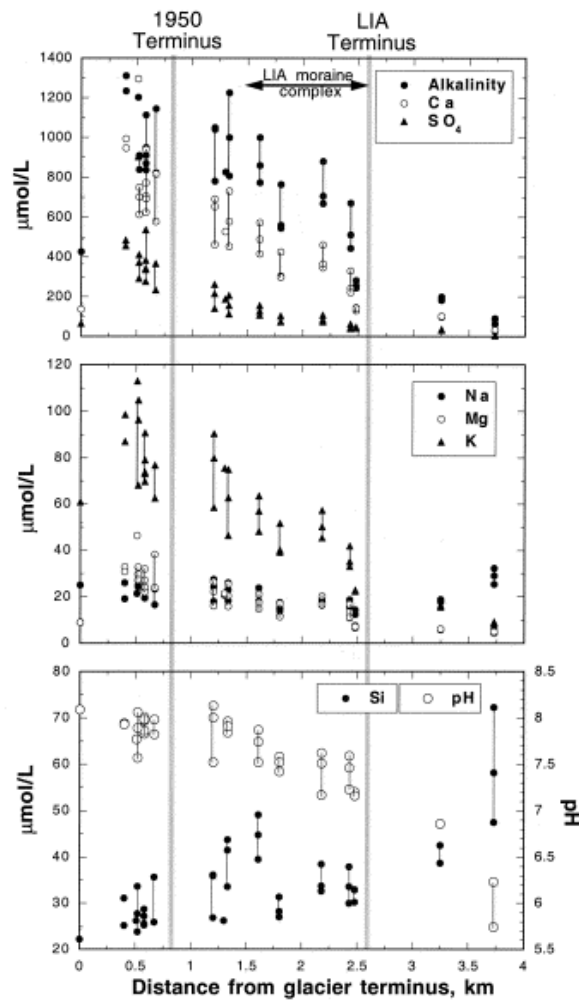 1950
Terminus
LIA
Terminus
LIA moraine
complex
Alkalinity
Ca
SO4
1400
1200
1000
800
600
400
200
0
μmol/L
120
100
80
60
40
20
0
μmol/L
Na
Mg
K
80
70
60
50
40
30
20
μmol/L
Si
pH
8.5
8
7.5
7
6.5
6
5.5
pH
0
0.5
1
1.5
2
2.5
3
3.5
4
Distance from glacier terminus, km